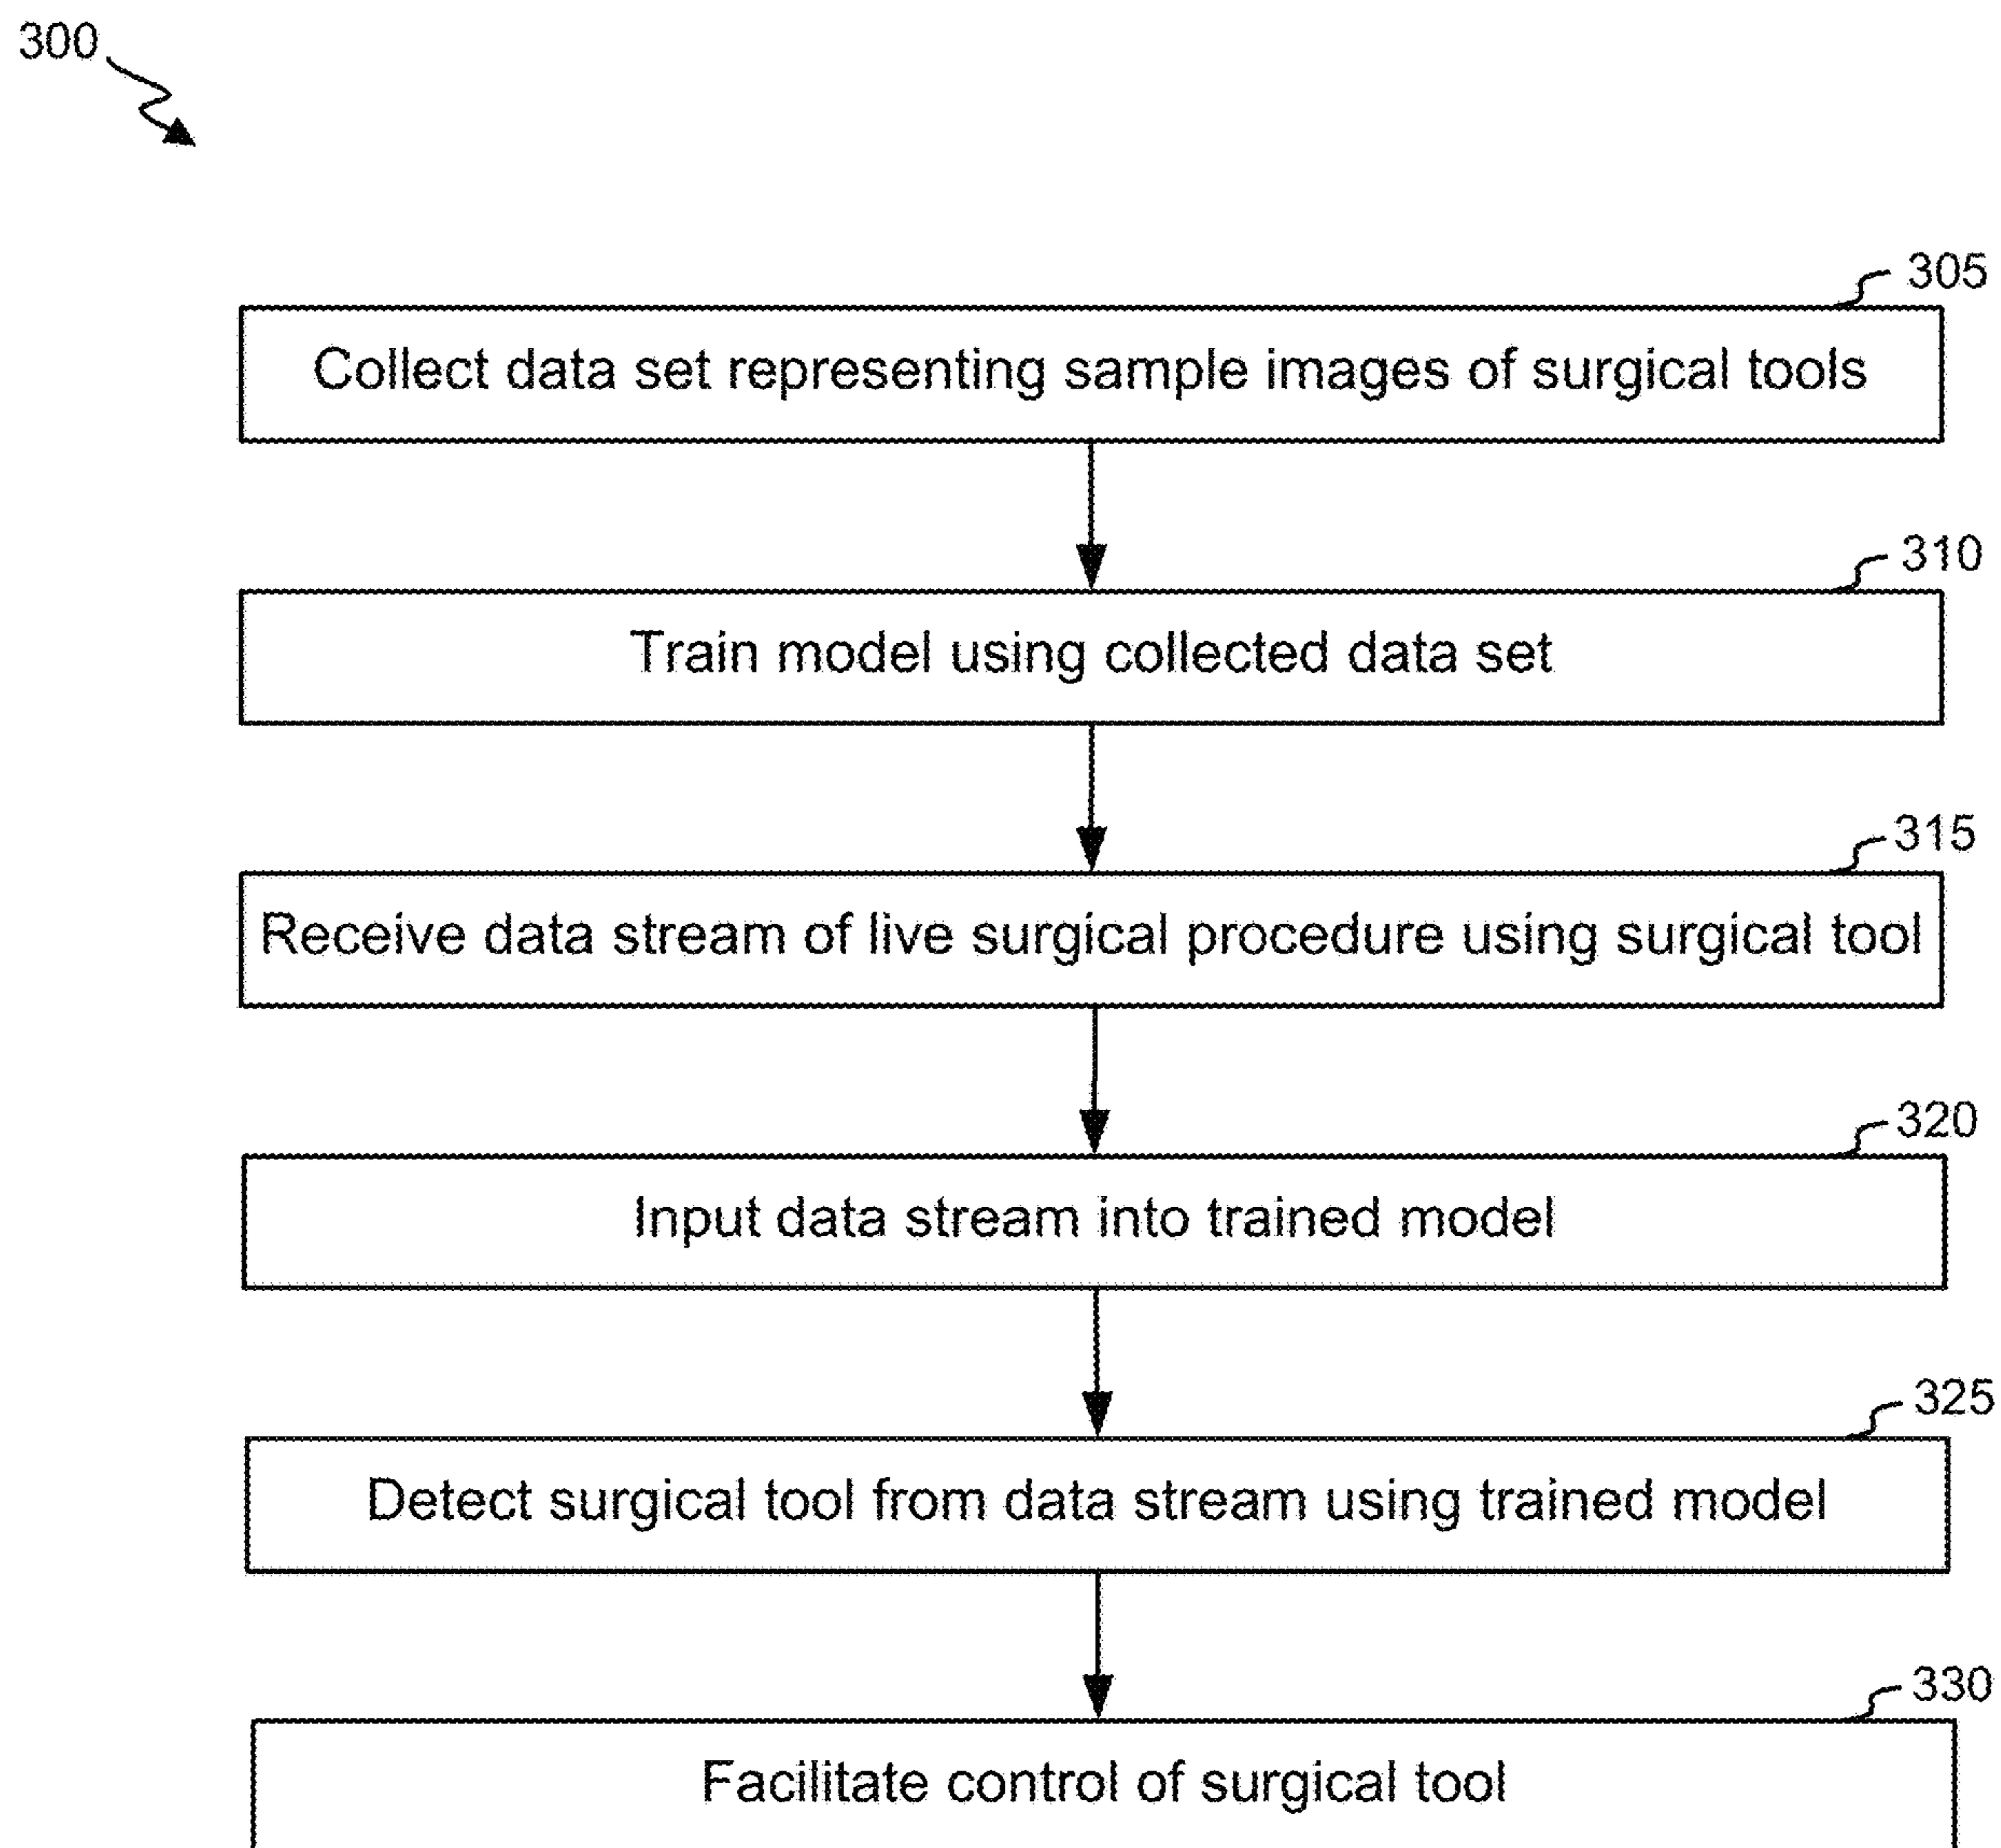 300
305
Collect data set representing sample images of surgical tools
310
Train model using collected data set
315
Receive data stream of live surgical procedure using surgical tool
320
Input data stream into trained model
325
Detect surgical tool from data stream using trained model
330
Facilitate control of surgical tool